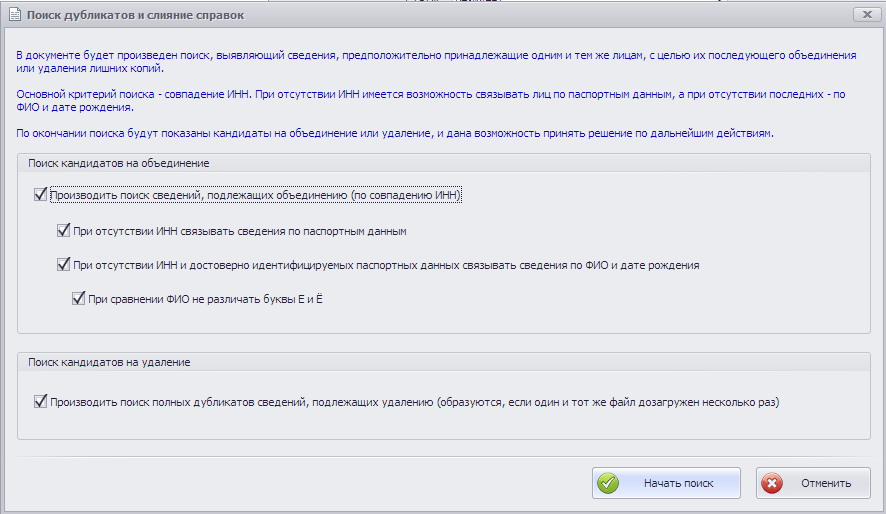 Поиск дубликатов и слияние справок
В документе будет произведен поиск, выявляющий сведения, предположительно принадлежащие одним и тем же лицам, с целью их последующего объединения
или удаления лишних копий.
Основной критерий поиска - совпадение ИНН. При отсутствии ИНН имеется возможность связывать лиц по паспортным данным, а при отсутствии последних - по
ФИО и дате рождения.
По окончании поиска будут показаны кандидаты на объединение или удаление, и дана возможность принять решение по дальнейшим действиям.
Поиск кандидатов на объединение
Производить поиск сведений, подлежащих объединению (по совпадению ИНН)
При отсутствии ИНН связывать сведения по паспортным данным
При отсутствии ИНН и достоверно идентифицируемых паспортных данных связывать сведения по ФИО и дате рождения
При сравнении ФИО не различать буквы Е и Ё
Поиск кандидатов на удаление
Производить поиск полных дубликатов сведений, подлежащих удалению (образуются, если один и тот же файл дозагружен несколько раз)
Начать поиск
Отменить